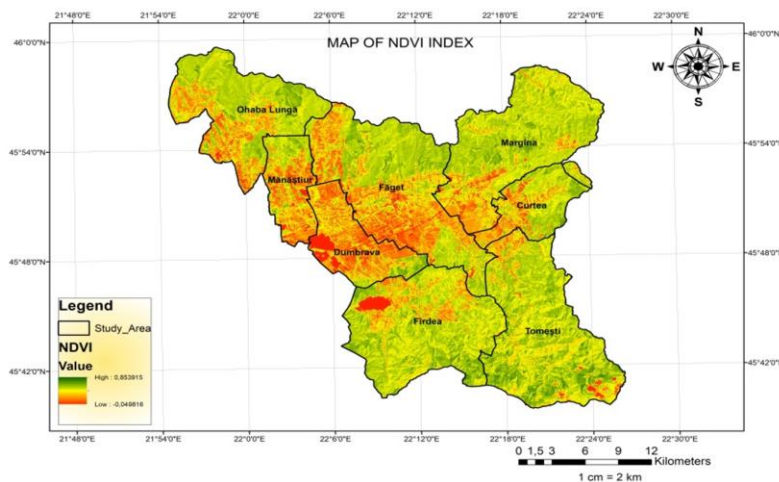 21°48'0"E 21°54'0"E 22°0'0"E 22°6'0"E 22°12'0"E 22°18'0"E 22°24'0"E 22°30'0"E
46°0'0"N
MAP OF NDVI INDEX
46°0'0"N
N
W E
S
Ohaba Lungă
Margina
45°54'0"N
45°54'0"N
Mănăștiur
Făget
Curtea
Dumbrava
45°48'0"N
45°48'0"N
Legend
Study_Area
NDVI
Value
High : 0,853915
Low : -0,049816
Fîrdea
Tomești
45°42'0"N
45°42'0"N
21°48'0"E 21°54'0"E 22°0'0"E 22°6'0"E 22°12'0"E 22°18'0"E 22°24'0"E 22°30'0"E
0 1,5 3 6 9 12
Kilometers
1 cm = 2 km